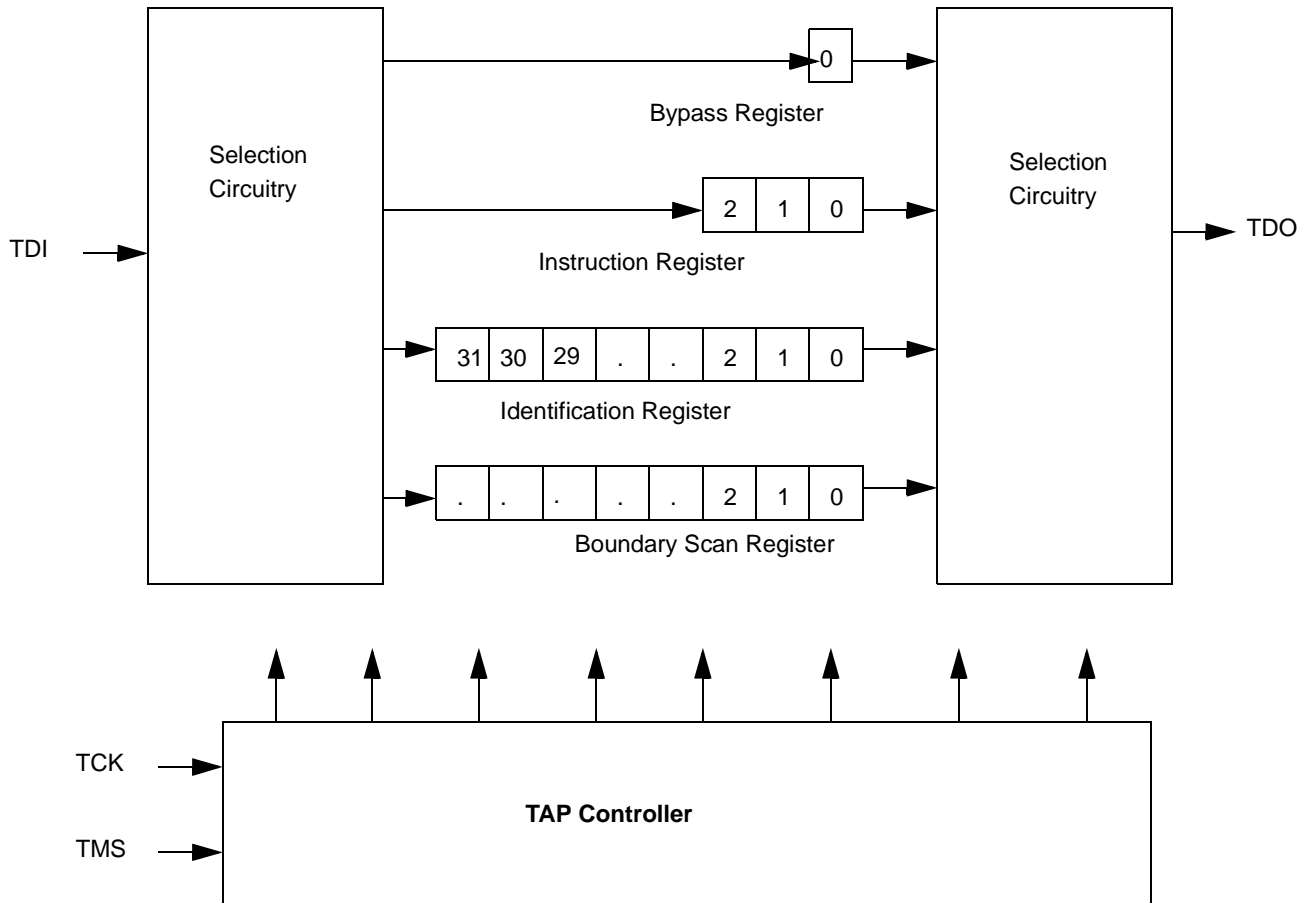 0
Bypass Register
Selection
Circuitry
Selection
Circuitry
2 1 0
TDI
TDO
Instruction Register
31 30 29 . . 2 1 0
Identification Register
. . . . . 2 1 0
Boundary Scan Register
TCK
TAP Controller
TMS